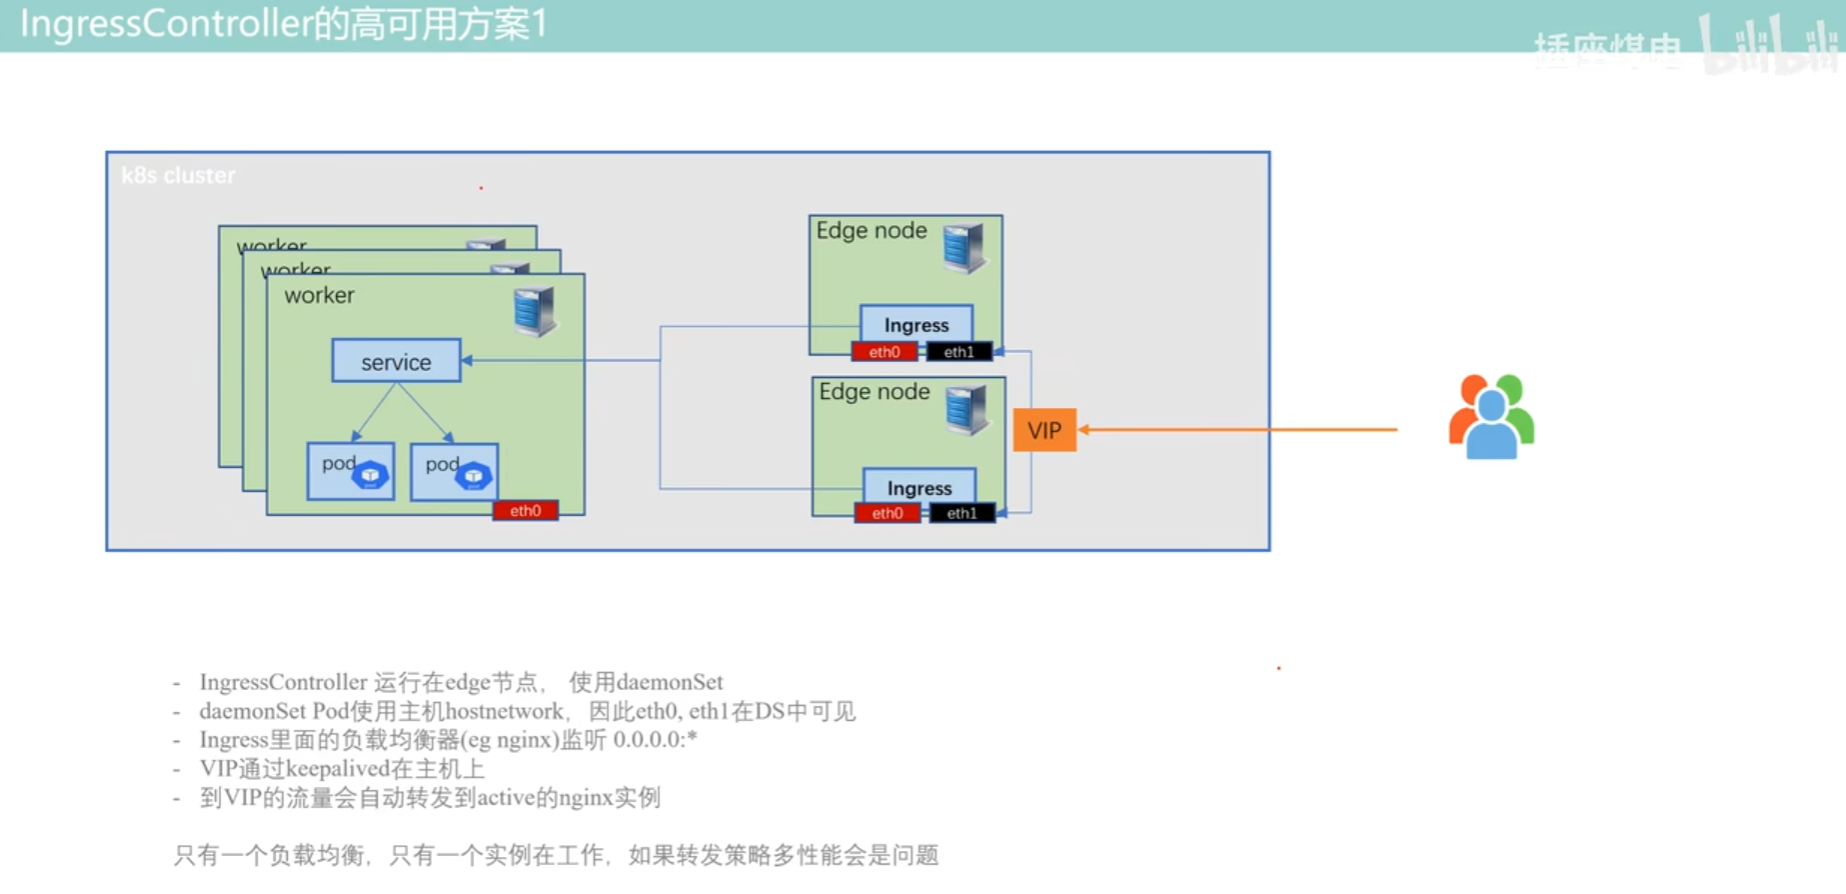 IngressController的高可用方案1
插座煤电 bilibili
k8s cluster
worker
worker
worker
service
pod
pod
eth0
Edge node
Ingress
eth0
eth1
Edge node
Ingress
eth0
eth1
VIP
- IngressController 运行在edge节点， 使用daemonSet
- daemonSet Pod使用主机hostnetwork，因此eth0, eth1在DS中可见
- Ingress里面的负载均衡器(eg nginx)监听 0.0.0.0:*
- VIP通过keepalived在主机上
- 到VIP的流量会自动转发到active的nginx实例
只有一个负载均衡，只有一个实例在工作，如果转发策略多性能会是问题